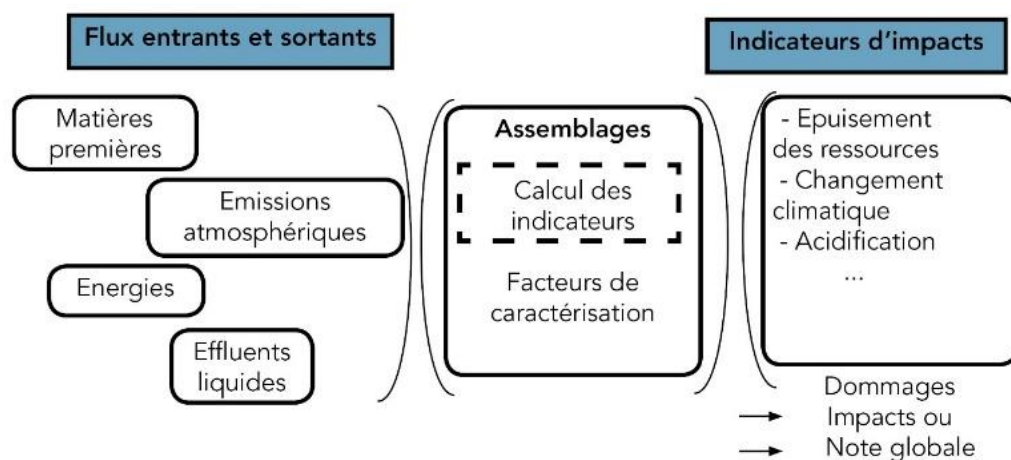 Flux entrants et sortants
Matières
premières
Emissions
atmosphériques
Energies
Effluents
liquides
Assemblages
Calcul des
indicateurs
Facteurs de
caractérisation
Indicateurs d'impacts
- Epuisement
des ressources
- Changement
climatique
- Acidification
...
Dommages
→ Impacts ou
→ Note globale